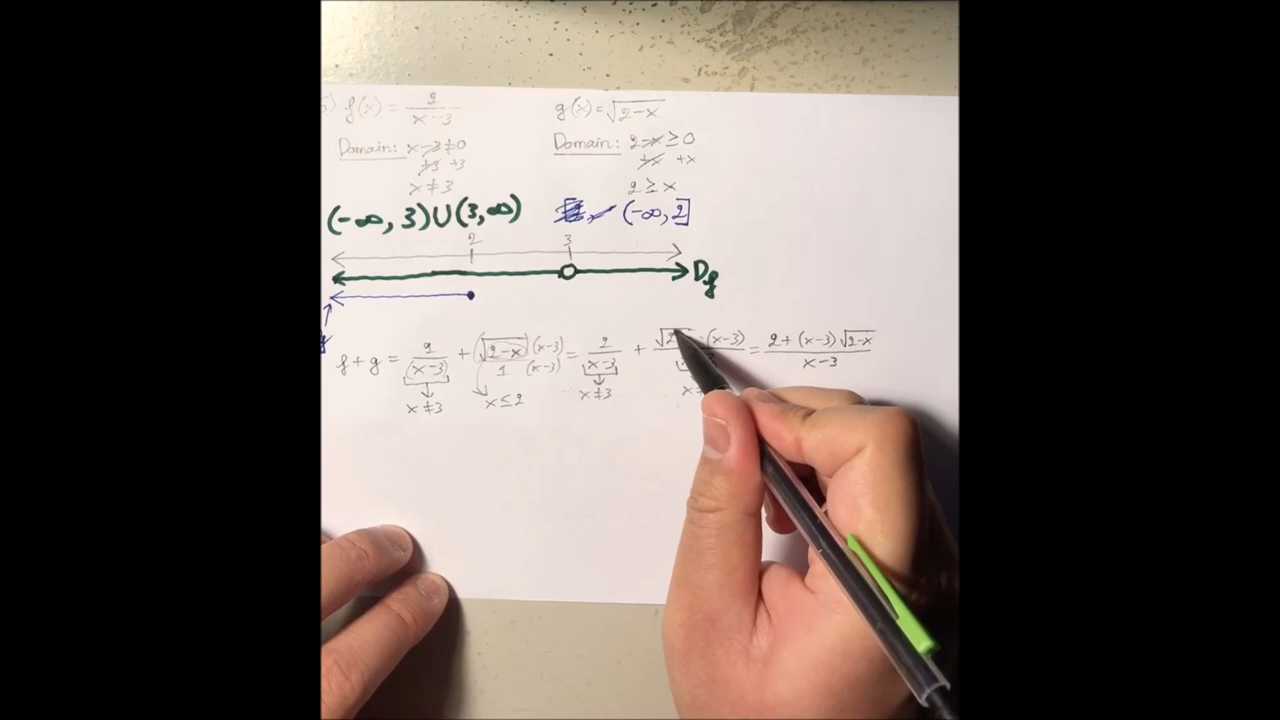 f(x) = 2/(x-3) g(x) = √(2-x)
Domain: x-3≠0 Domain: 2-x ≥ 0
+3 +3 +x +x
x≠3 2 ≥ x
(-∞, 3)∪(3,∞) (-∞, 2]
2 3
D_f
f+g = 2/(x-3) + √(2-x)/1 (x-3)/(x-3) = 2/(x-3) + = (2+(x-3)√(2-x))/(x-3)
x≠3 x≤2 x≠3